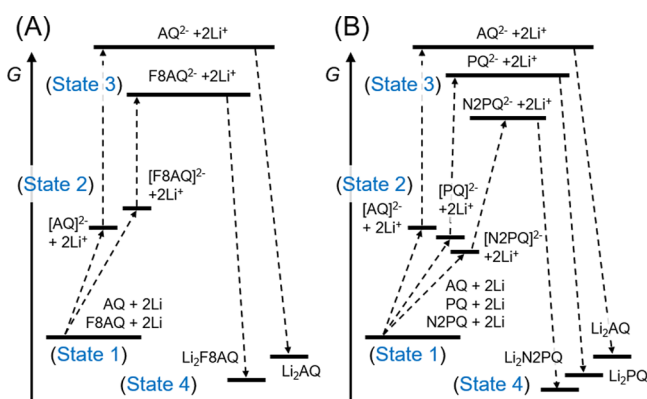 (A)
G
AQ²⁻ +2Li⁺
(State 3)
F8AQ²⁻ +2Li⁺
(State 2)
[F8AQ]²⁻
+2Li⁺
[AQ]²⁻
+ 2Li⁺
AQ + 2Li
F8AQ + 2Li
(State 1)
Li₂F8AQ
Li₂AQ
(State 4)
(B)
G
AQ²⁻ +2Li⁺
PQ²⁻ +2Li⁺
(State 3)
N2PQ²⁻ +2Li⁺
(State 2)
[PQ]²⁻
+2Li⁺
[AQ]²⁻
+ 2Li⁺
[N2PQ]²⁻
+2Li⁺
AQ + 2Li
PQ + 2Li
N2PQ + 2Li
(State 1)
Li₂AQ
Li₂N2PQ
Li₂PQ
(State 4)